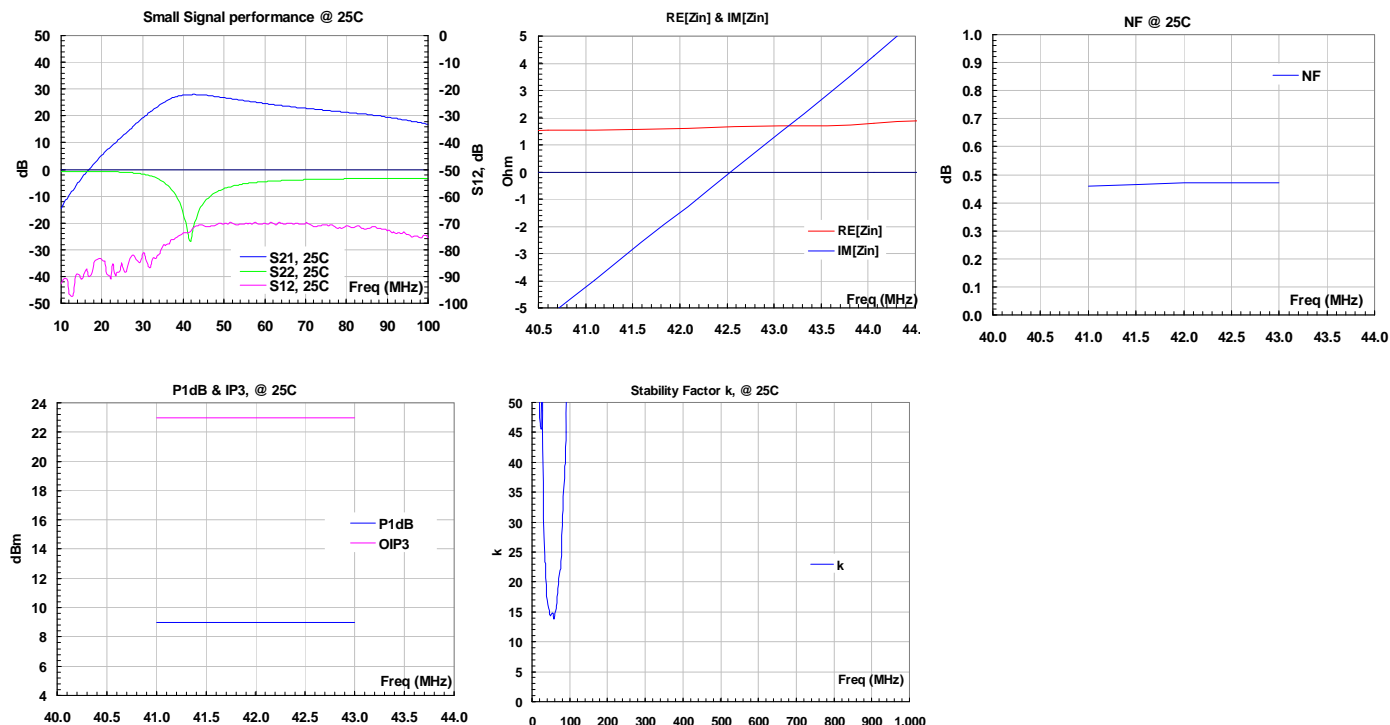 Small Signal performance @ 25C
50 40 30 20 10 0 -10 -20 -30 -40 -50
dB
0 -10 -20 -30 -40 -50 -60 -70 -80 -90 -100
S12, dB
S21, 25C
S22, 25C
S12, 25C
Freq (MHz)
10 20 30 40 50 60 70 80 90 100
RE[Zin] & IM[Zin]
5 4 3 2 1 0 -1 -2 -3 -4 -5
Ohm
RE[Zin]
IM[Zin]
Freq (MHz)
40.5 41.0 41.5 42.0 42.5 43.0 43.5 44.0 44.
NF @ 25C
1.0 0.9 0.8 0.7 0.6 0.5 0.4 0.3 0.2 0.1 0.0
dB
NF
Freq (MHz)
40.0 40.5 41.0 41.5 42.0 42.5 43.0 43.5 44.0
P1dB & IP3, @ 25C
24 22 20 18 16 14 12 10 8 6 4
dBm
P1dB
OIP3
Freq (MHz)
40.0 40.5 41.0 41.5 42.0 42.5 43.0 43.5 44.0
Stability Factor k, @ 25C
50 45 40 35 30 25 20 15 10 5 0
k
k
Freq (MHz)
0 100 200 300 400 500 600 700 800 900 1,000